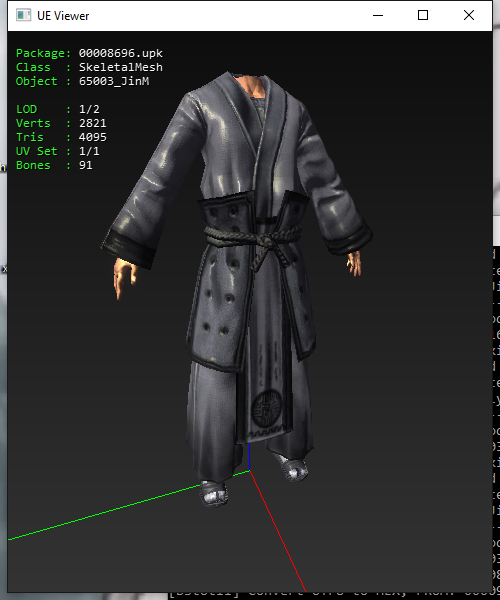 UE Viewer
Package: 00008696.upk
Class : SkeletalMesh
Object : 65003_JinM
LOD : 1/2
Verts : 2821
Tris : 4095
UV Set : 1/1
Bones : 91